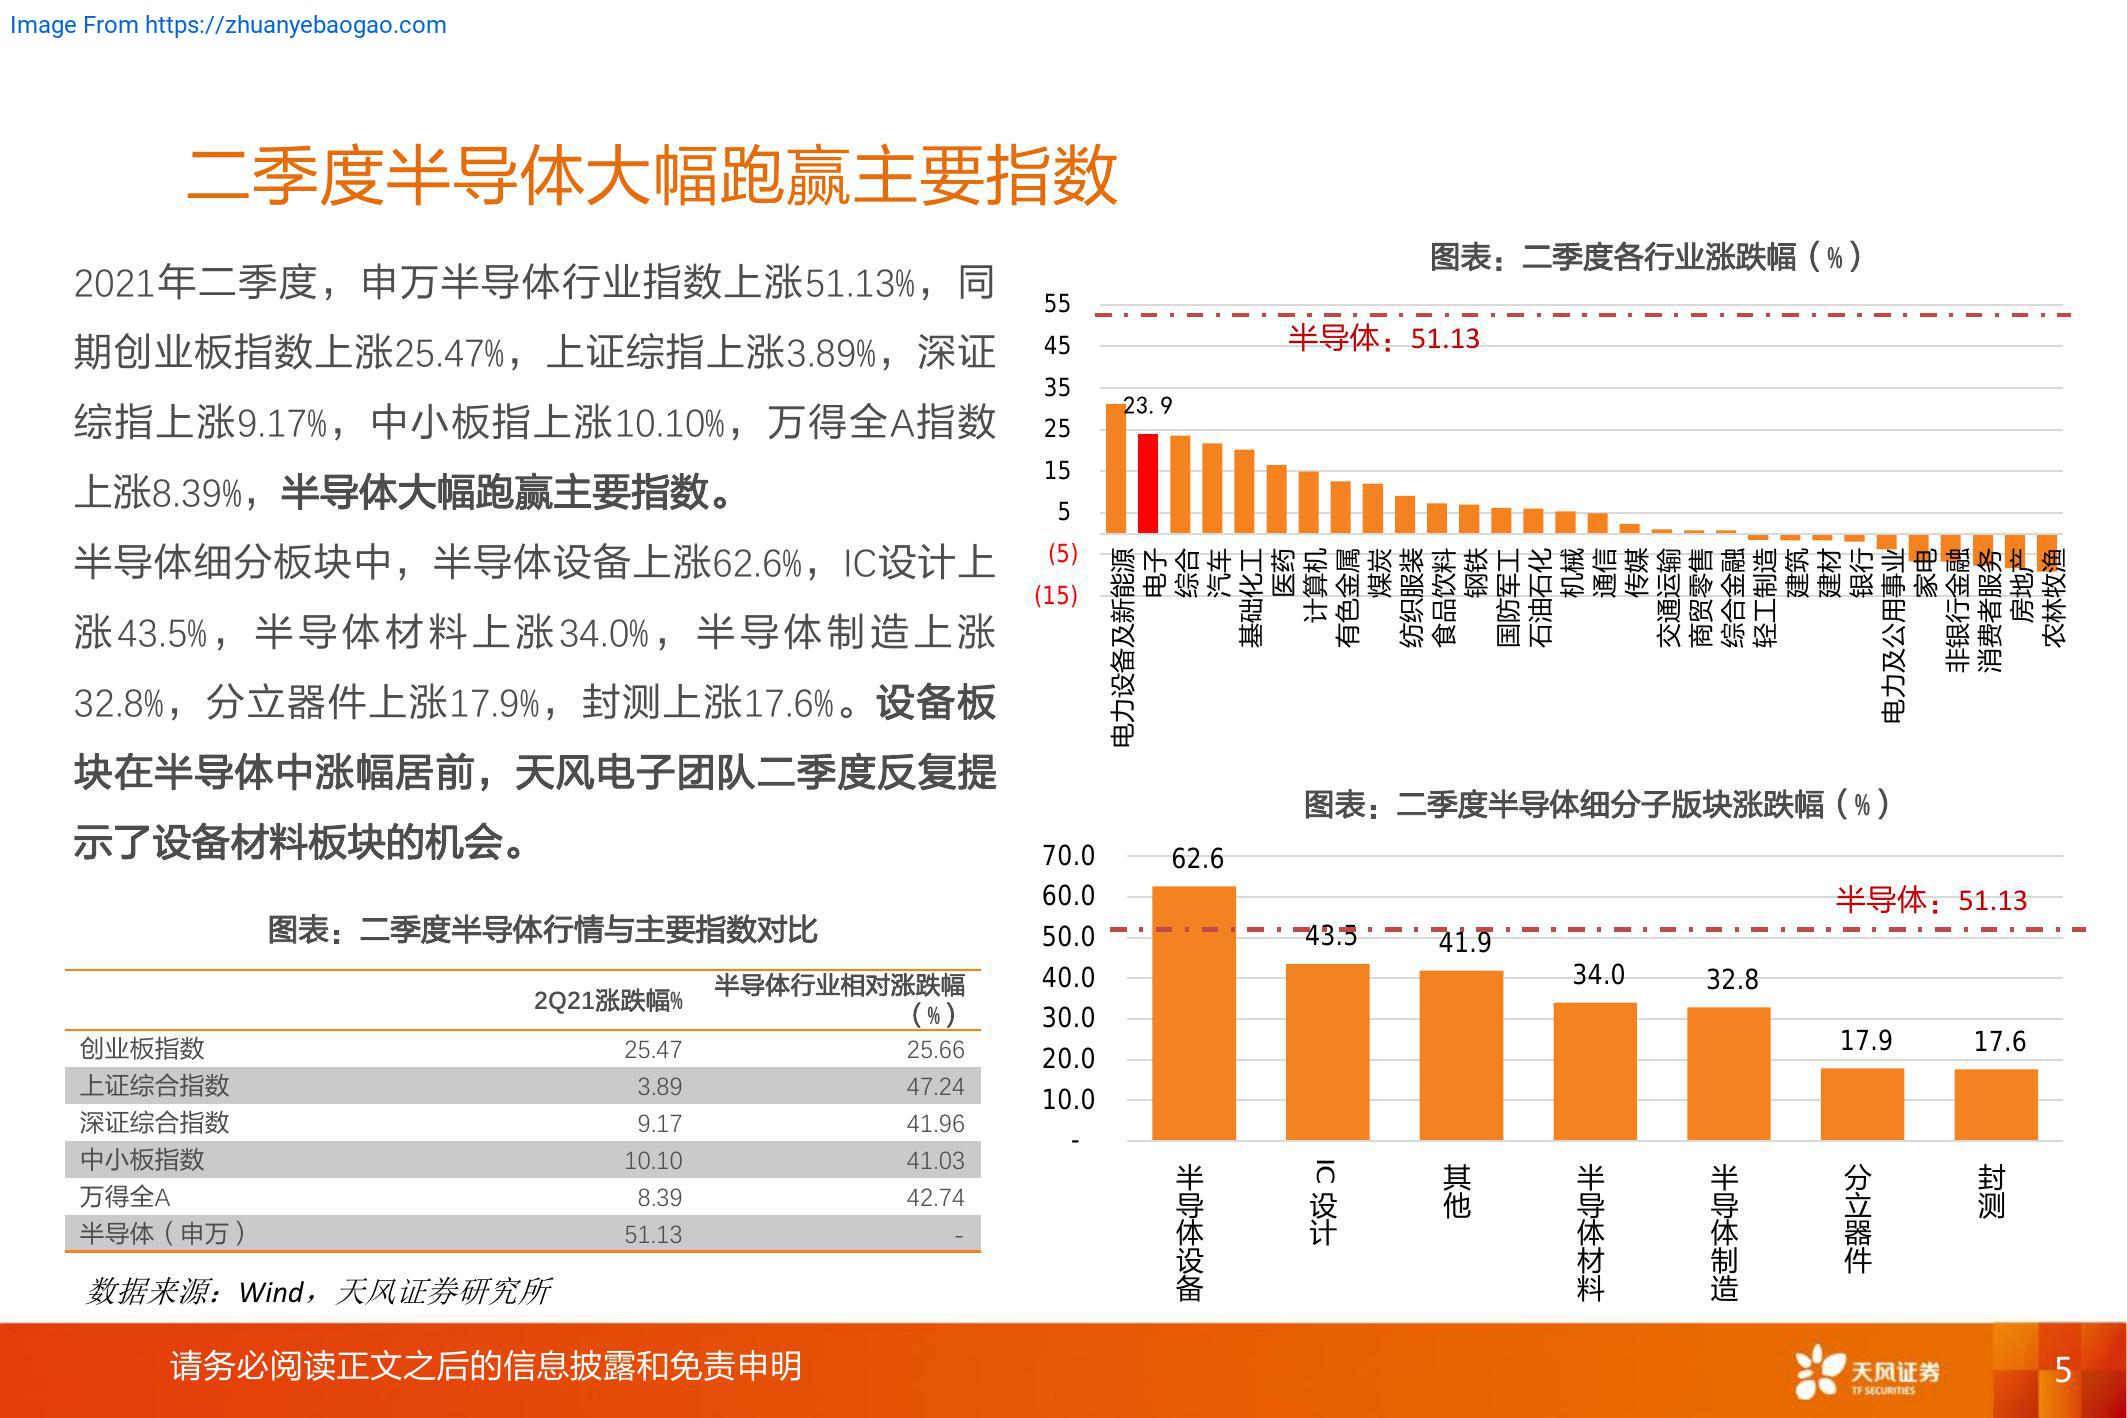 Image From https://zhuanyebaogao.com
二季度半导体大幅跑赢主要指数
2021年二季度，申万半导体行业指数上涨51.13%，同
期创业板指数上涨25.47%，上证综指上涨3.89%，深证
综指上涨9.17%，中小板指上涨10.10%，万得全A指数
上涨8.39%，半导体大幅跑赢主要指数。
半导体细分板块中，半导体设备上涨62.6%，IC设计上
涨43.5%，半导体材料上涨34.0%，半导体制造上涨
32.8%，分立器件上涨17.9%，封测上涨17.6%。设备板
块在半导体中涨幅居前，天风电子团队二季度反复提
示了设备材料板块的机会。
图表：二季度半导体行情与主要指数对比
2Q21涨跌幅% 半导体行业相对涨跌幅
（%）
创业板指数 25.47 25.66
上证综合指数 3.89 47.24
深证综合指数 9.17 41.96
中小板指数 10.10 41.03
万得全A 8.39 42.74
半导体（申万） 51.13 -
数据来源：Wind，天风证券研究所
图表：二季度各行业涨跌幅（%）
55
45
35
25
15
5
(5)
(15)
半导体：51.13
23.9
电力设备及新能源
电子
综合
汽车
基础化工
医药
计算机
有色金属
煤炭
纺织服装
食品饮料
钢铁
国防军工
石油石化
机械
通信
传媒
交通运输
商贸零售
综合金融
轻工制造
建筑
建材
银行
电力及公用事业
家电
非银行金融
消费者服务
房地产
农林牧渔
图表：二季度半导体细分子版块涨跌幅（%）
70.0
60.0
50.0
40.0
30.0
20.0
10.0
-
半导体：51.13
62.6
43.5
41.9
34.0
32.8
17.9
17.6
半导体设备
IC设计
其他
半导体材料
半导体制造
分立器件
封测
请务必阅读正文之后的信息披露和免责申明
天风证券
TF SECURITIES
5